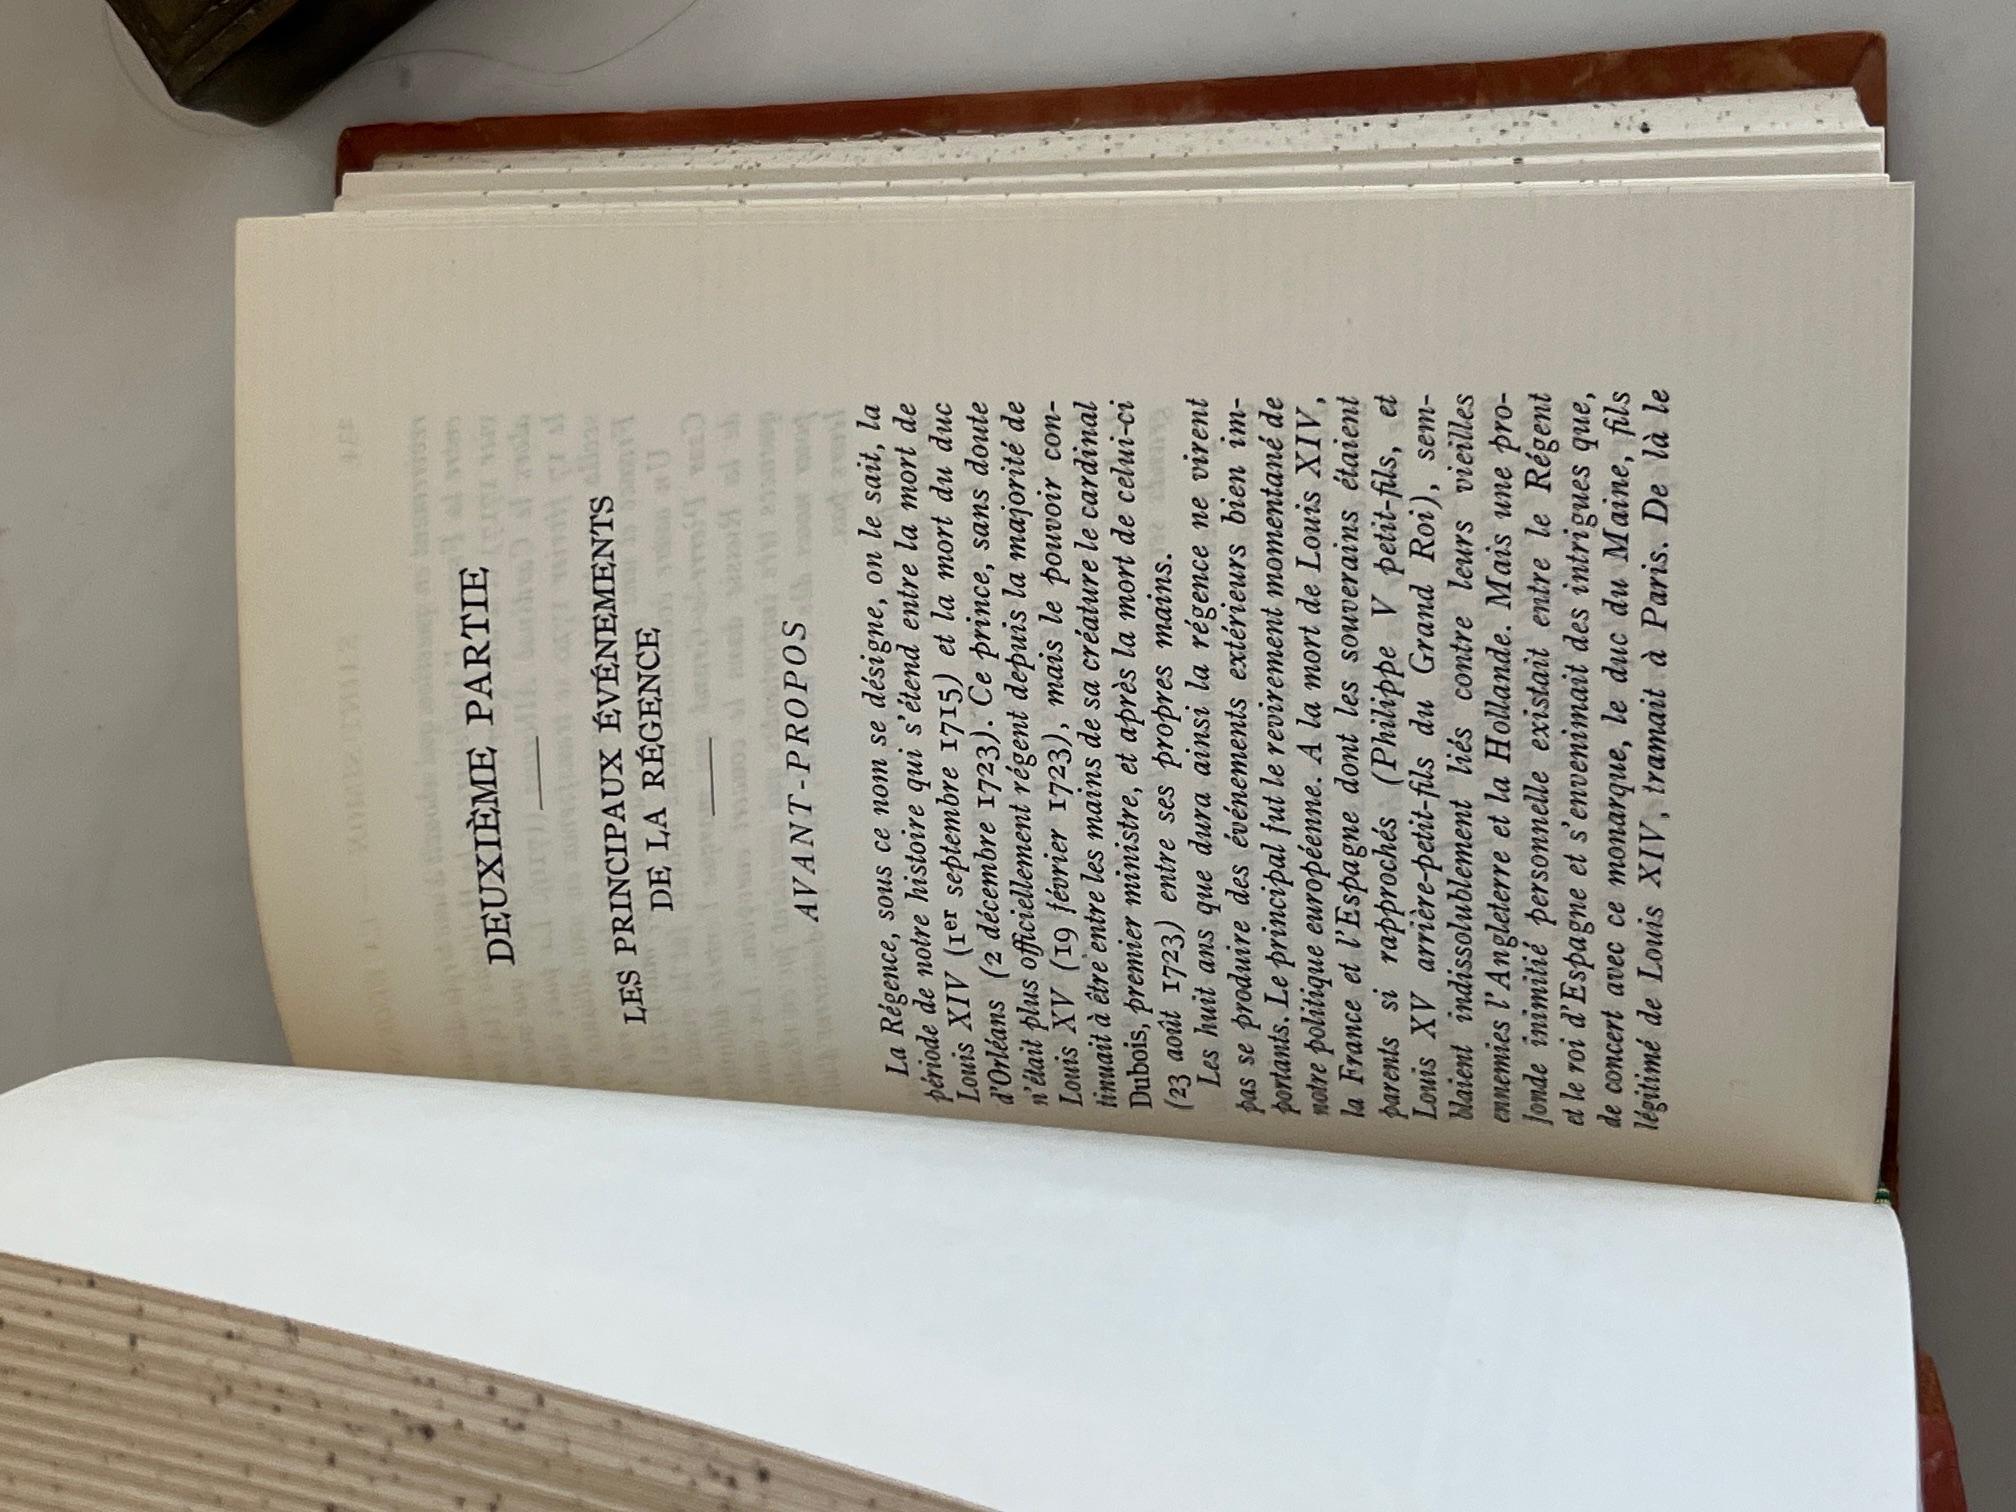 DEUXIÈME PARTIE
LES PRINCIPAUX ÉVÉNEMENTS
DE LA RÉGENCE
AVANT-PROPOS
La Régence, sous ce nom se désigne, on le sait, la
période de notre histoire qui s'étend entre la mort de
Louis XIV (1er septembre 1715) et la mort du duc
d'Orléans (2 décembre 1723). Ce prince, sans doute
n'était plus officiellement régent depuis la majorité de
Louis XV (19 février 1723), mais le pouvoir con-
tinuait à être entre les mains de sa créature le cardinal
Dubois, premier ministre, et après la mort de celui-ci
(23 août 1723) entre ses propres mains.
Les huit ans que dura ainsi la régence ne virent
pas se produire des événements extérieurs bien im-
portants. Le principal fut le revirement momentané de
notre politique européenne. A la mort de Louis XIV,
la France et l'Espagne dont les souverains étaient
parents si rapprochés (Philippe V petit-fils, et
Louis XV arrière-petit-fils du Grand Roi), sem-
blaient indissolublement liés contre leurs vieilles
ennemies l'Angleterre et la Hollande. Mais une pro-
fonde inimitié personnelle existait entre le Régent
et le roi d'Espagne et s'envenimait des intrigues que,
de concert avec ce monarque, le duc du Maine, fils
légitimé de Louis XIV, tramait à Paris. De là le